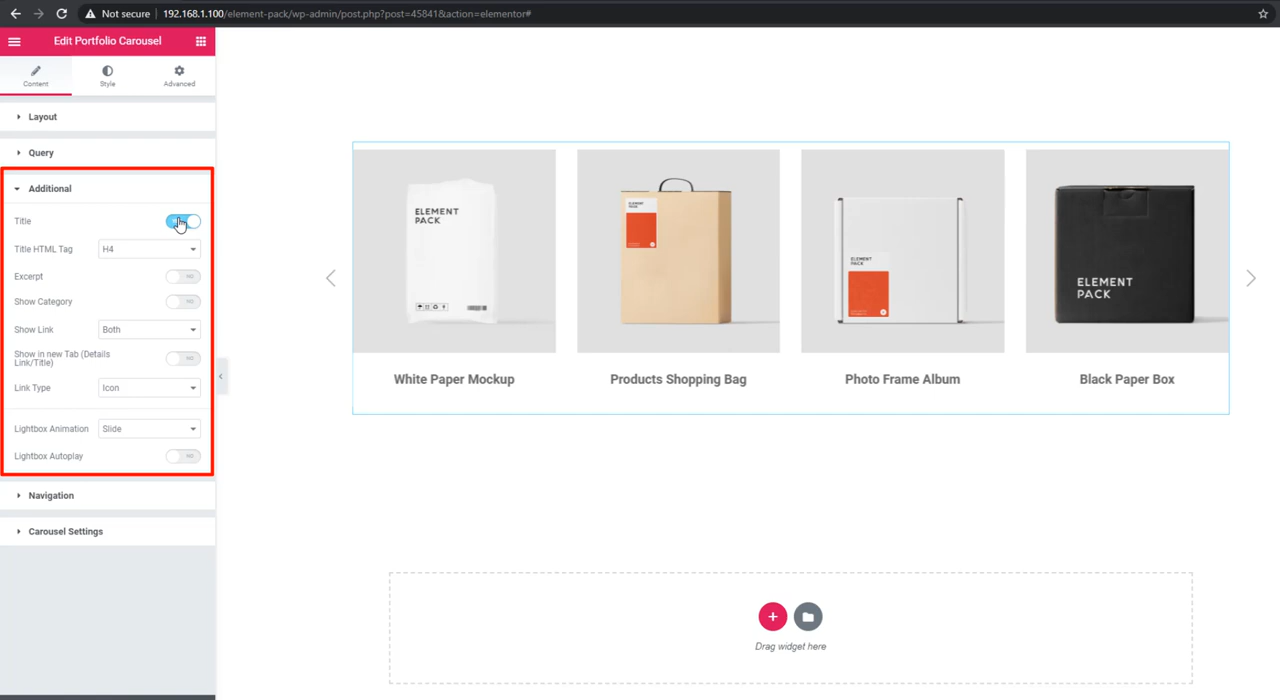 Not secure | 192.168.1.100/element-pack/wp-admin/post.php?post=45841&action=elementor#
Edit Portfolio Carousel
Content
Style
Advanced
Layout
Query
Additional
Title
Title HTML Tag
H4
Excerpt
NO
Show Category
NO
Show Link
Both
Show in new Tab (Details
Link/Title)
NO
Link Type
Icon
Lightbox Animation
Slide
Lightbox Autoplay
NO
Navigation
Carousel Settings
ELEMENT
PACK
ELEMENT
PACK
ELEMENT
PACK
ELEMENT
PACK
White Paper Mockup
Products Shopping Bag
Photo Frame Album
Black Paper Box
Drag widget here